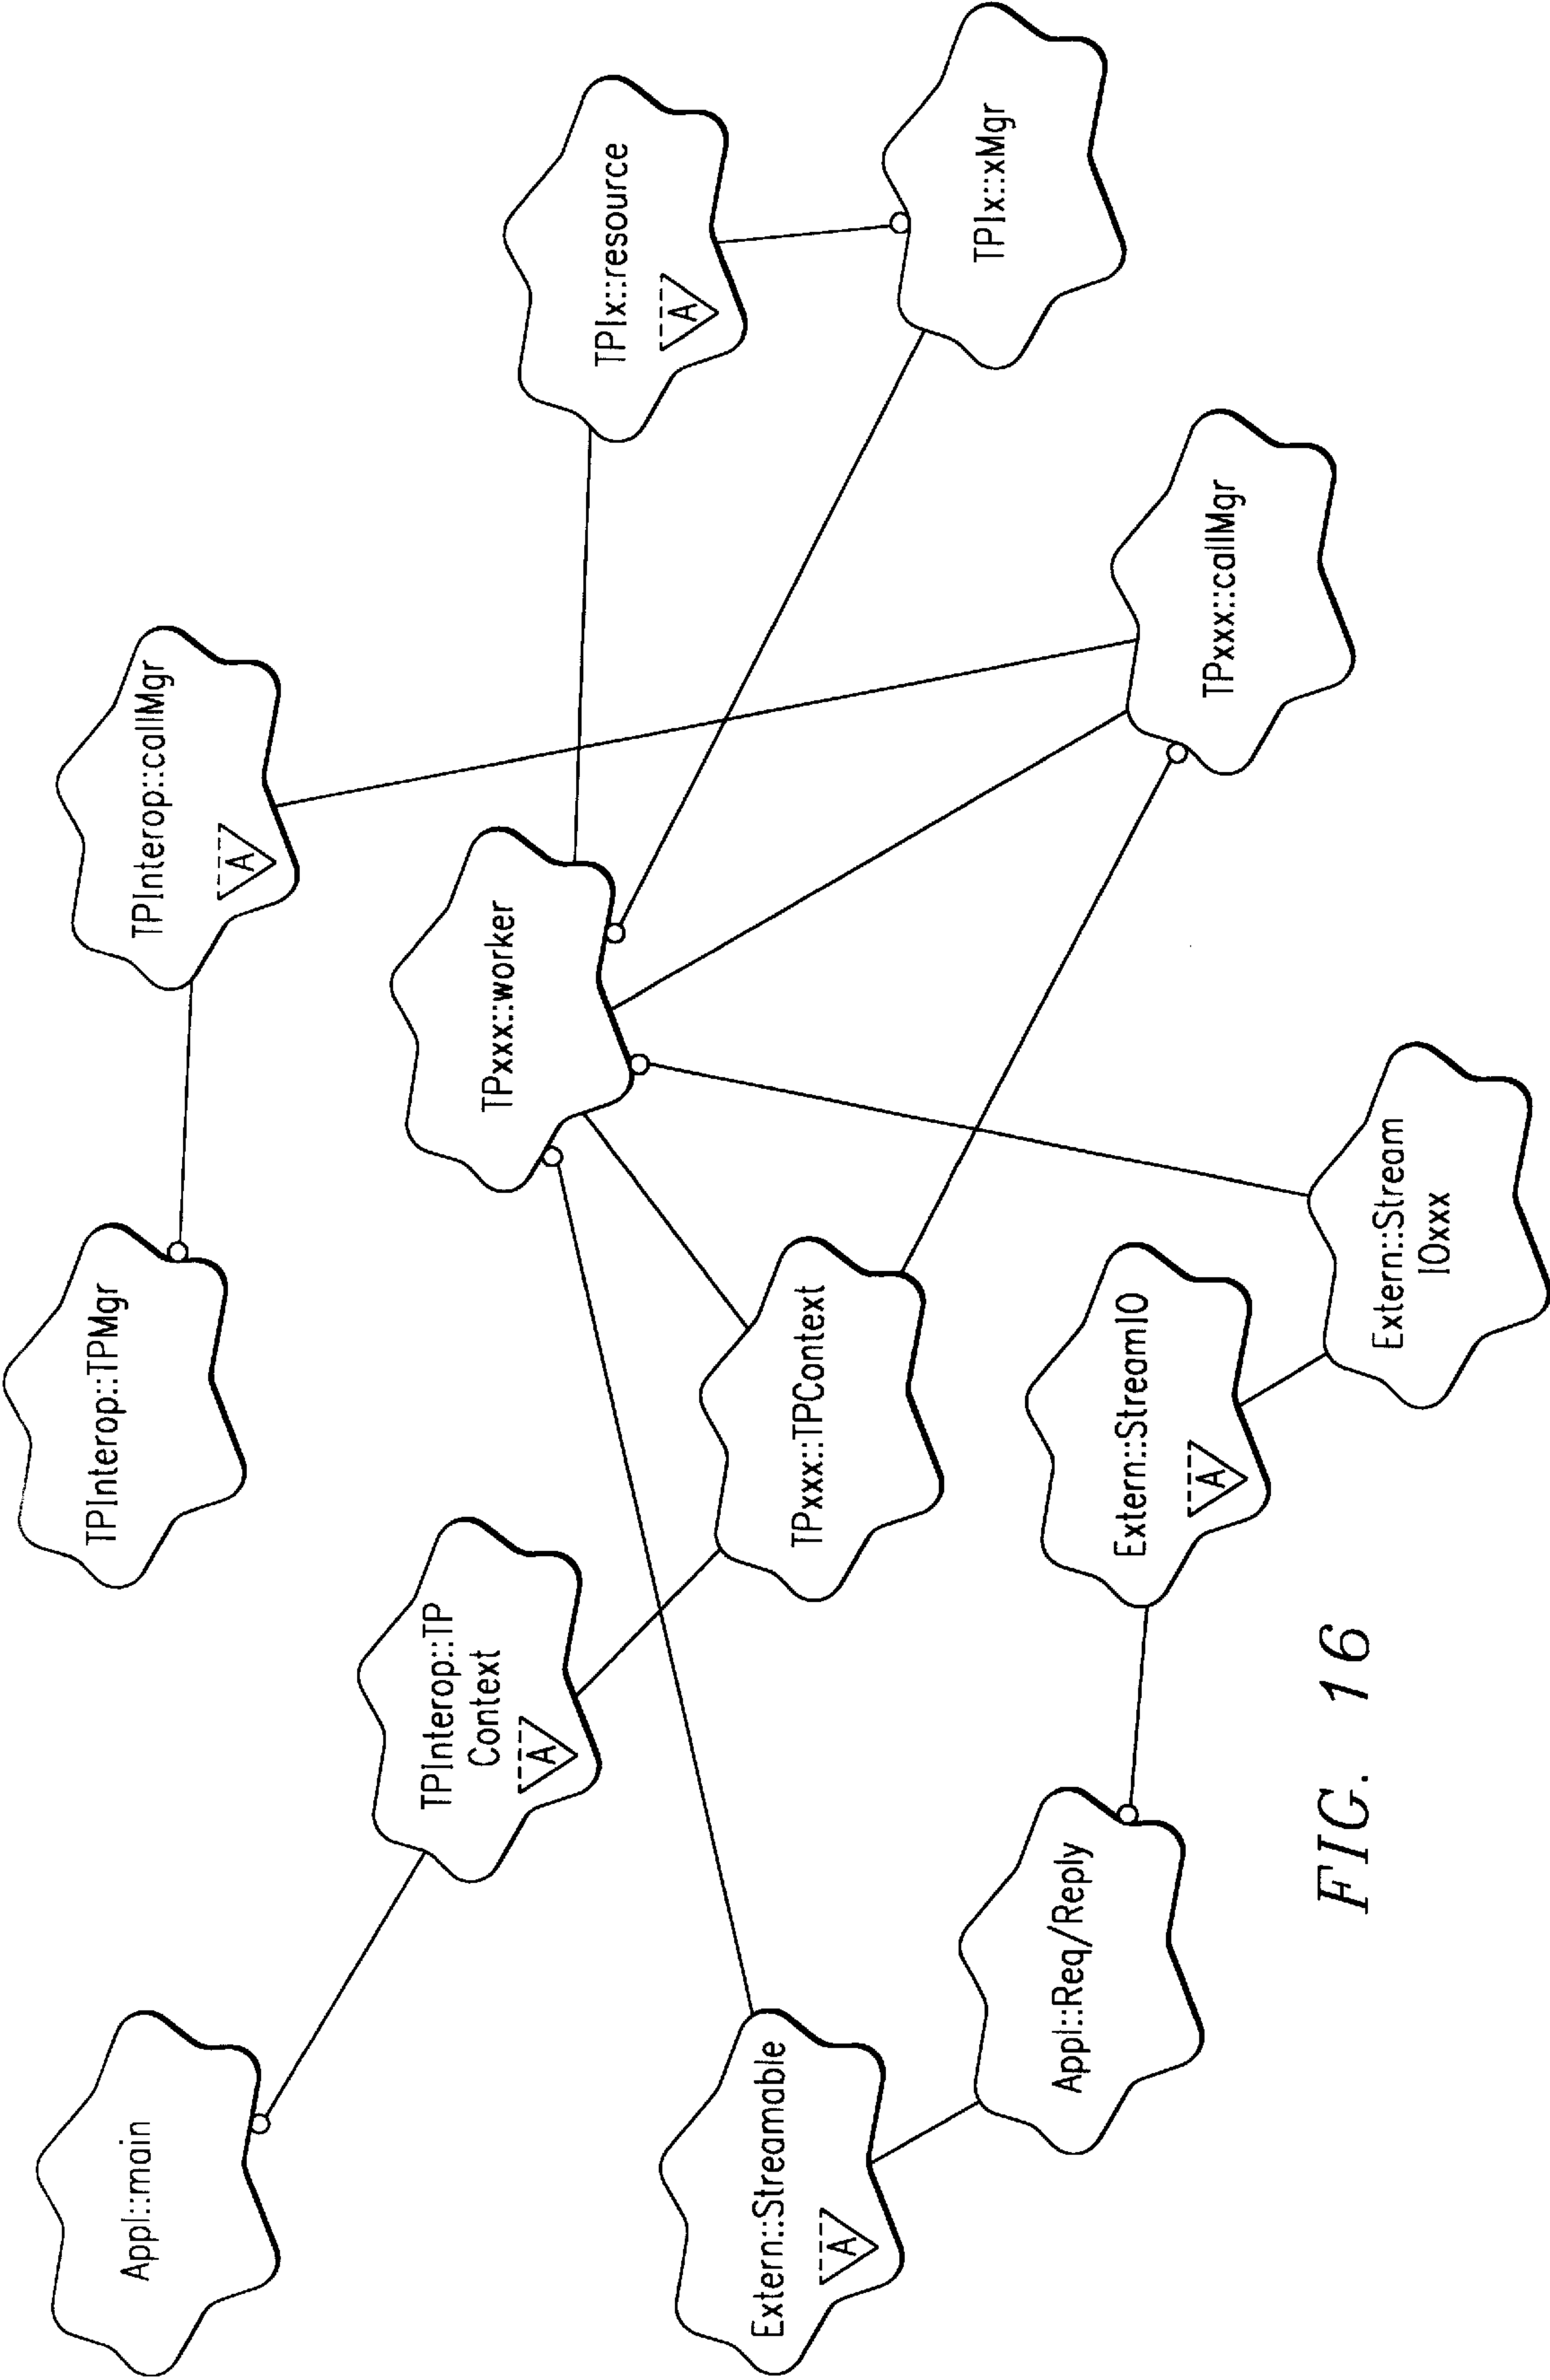 Appl::main
TPInterop::TPMgr
TPInterop::callMgr
A
TPInterop::TP
Context
A
TPxxx::worker
TPIx::resource
A
Extern::Streamable
A
TPxxx::TPContext
TPIx::xMgr
Appl::Req/Reply
Extern::StreamIO
A
TPxxx::callMgr
Extern::Stream
IOxxx
FIG. 16